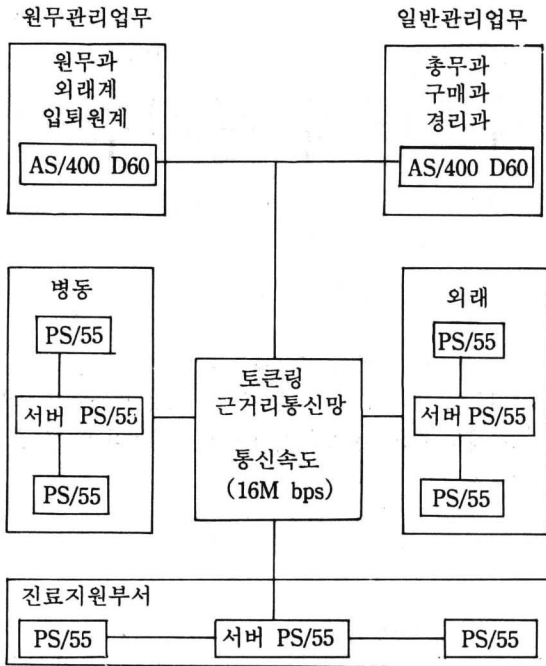 원무관리업무
일반관리업무
원무과
외래계
입퇴원계
AS/400 D60
총무과
구매과
경리과
AS/400 D60
병동
PS/55
서버 PS/55
PS/55
토큰링
근거리통신망
통신속도
(16M bps)
외래
PS/55
서버 PS/55
PS/55
진료지원부서
PS/55
서버 PS/55
PS/55